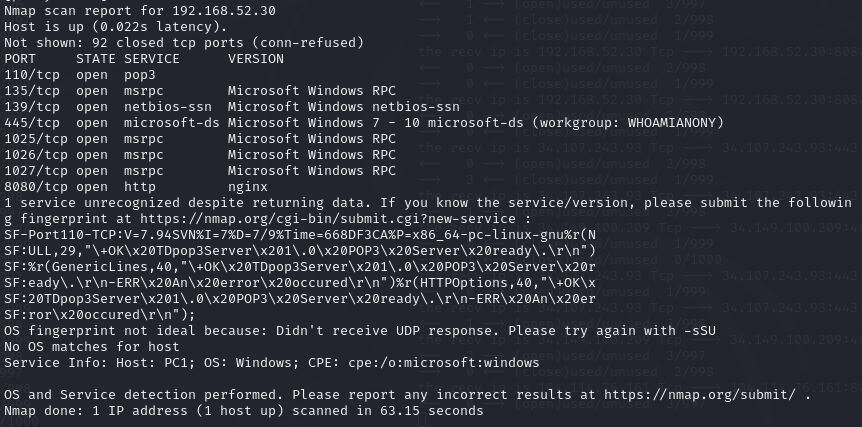 Nmap scan report for 192.168.52.30
Host is up (0.022s latency).
Not shown: 92 closed tcp ports (conn-refused)
PORT     STATE SERVICE      VERSION
110/tcp  open  pop3
135/tcp  open  msrpc        Microsoft Windows RPC
139/tcp  open  netbios-ssn  Microsoft Windows netbios-ssn
445/tcp  open  microsoft-ds Microsoft Windows 7 - 10 microsoft-ds (workgroup: WHOAMIANONY)
1025/tcp open  msrpc        Microsoft Windows RPC
1026/tcp open  msrpc        Microsoft Windows RPC
1027/tcp open  msrpc        Microsoft Windows RPC
8080/tcp open  http         nginx
1 service unrecognized despite returning data. If you know the service/version, please submit the followin
g fingerprint at https://nmap.org/cgi-bin/submit.cgi?new-service :
SF-Port110-TCP:V=7.94SVN%I=7%D=7/9%Time=668DF3CA%P=x86_64-pc-linux-gnu%r(N
SF:ULL,29,"\+OK\x20TDpop3Server\x201\.0\x20POP3\x20Server\x20ready\.\r\n")
SF:%r(GenericLines,40,"\+OK\x20TDpop3Server\x201\.0\x20POP3\x20Server\x20r
SF:eady\.\r\n-ERR\x20An\x20error\x20occured\r\n")%r(HTTPOptions,40,"\+OK\x
SF:20TDpop3Server\x201\.0\x20POP3\x20Server\x20ready\.\r\n-ERR\x20An\x20er
SF:ror\x20occured\r\n");
OS fingerprint not ideal because: Didn't receive UDP response. Please try again with -sSU
No OS matches for host
Service Info: Host: PC1; OS: Windows; CPE: cpe:/o:microsoft:windows

OS and Service detection performed. Please report any incorrect results at https://nmap.org/submit/ .
Nmap done: 1 IP address (1 host up) scanned in 63.15 seconds